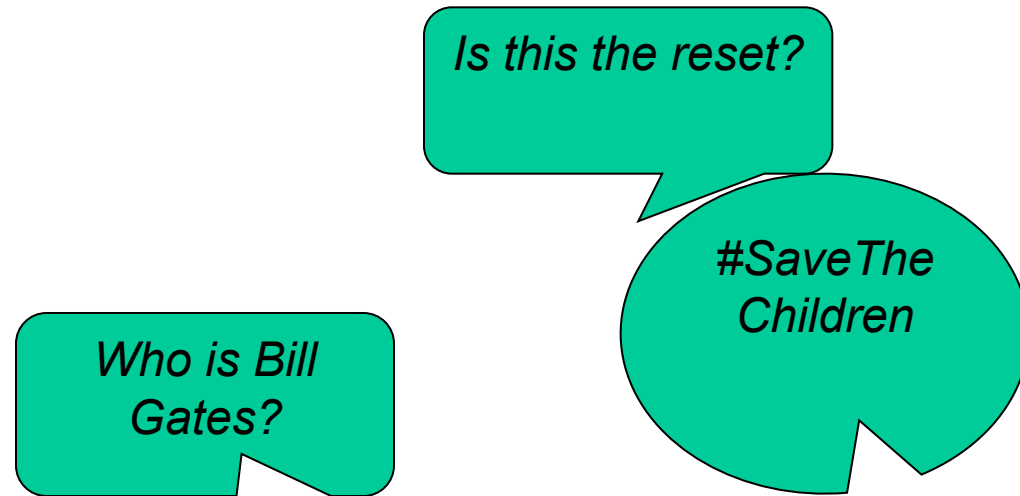 Is this the reset?
#SaveThe
Children
Who is Bill
Gates?